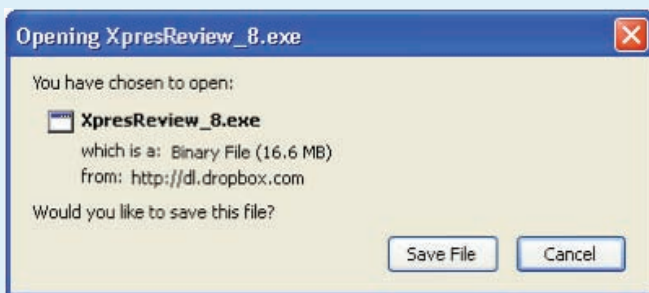 Opening XpresReview_8.exe
You have chosen to open:
XpresReview_8.exe
which is a: Binary File (16.6 MB)
from: http://dl.dropbox.com
Would you like to save this file?
Save File
Cancel